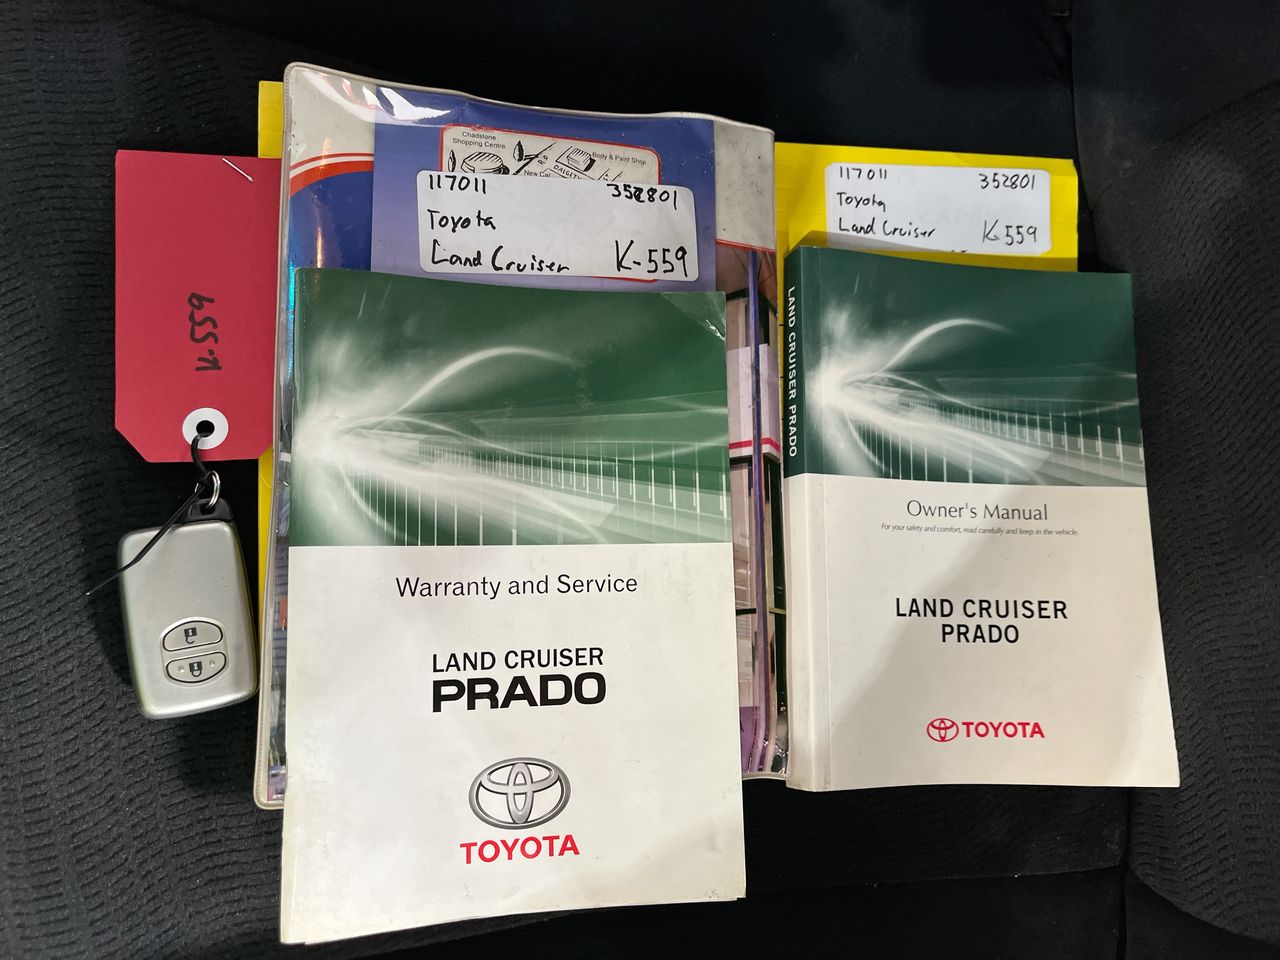 Chadstone
Shopping Centre
Body & Paint Shop
117011 352801
Toyota
Land Cruiser K-559
117011 352801
Toyota
Land Cruiser K-559
K-559
Warranty and Service
LAND CRUISER
PRADO
TOYOTA
LAND CRUISER PRADO
Owner's Manual
For your safety and comfort, read carefully and keep in the vehicle.
LAND CRUISER
PRADO
TOYOTA